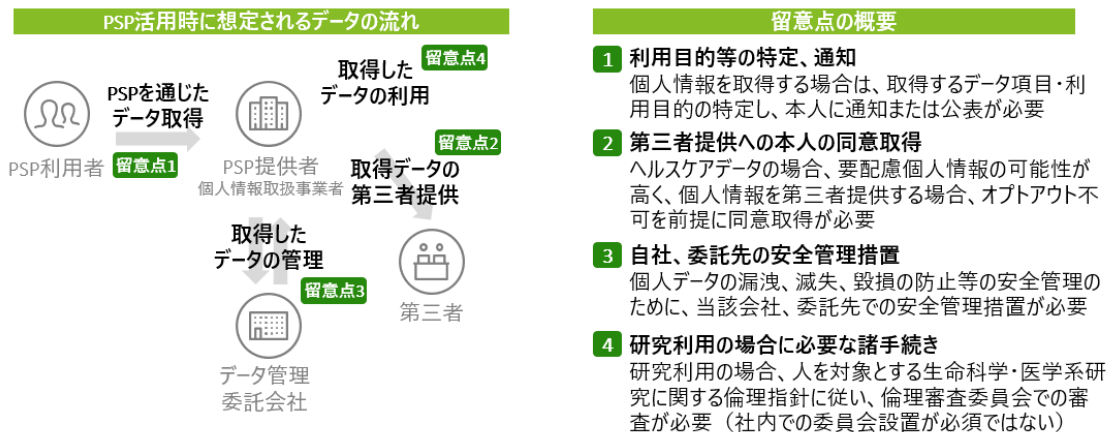 PSP活用時に想定されるデータの流れ
取得した
データの利用
留意点4
PSPを通じた
データ取得
留意点1
PSP利用者
PSP提供者
個人情報取扱事業者
留意点2
取得データの
第三者提供
取得した
データの管理
留意点3
第三者
データ管理
委託会社
留意点の概要
1 利用目的等の特定、通知
個人情報を取得する場合は、取得するデータ項目・利
用目的の特定し、本人に通知または公表が必要
2 第三者提供への本人の同意取得
ヘルスケアデータの場合、要配慮個人情報の可能性が
高く、個人情報を第三者提供する場合、オプトアウト不
可を前提に同意取得が必要
3 自社、委託先の安全管理措置
個人データの漏洩、滅失、毀損の防止等の安全管理の
ために、当該会社、委託先での安全管理措置が必要
4 研究利用の場合に必要な諸手続き
研究利用の場合、人を対象とする生命科学・医学系研
究に関する倫理指針に従い、倫理審査委員会での審
査が必要（社内での委員会設置が必須ではない）